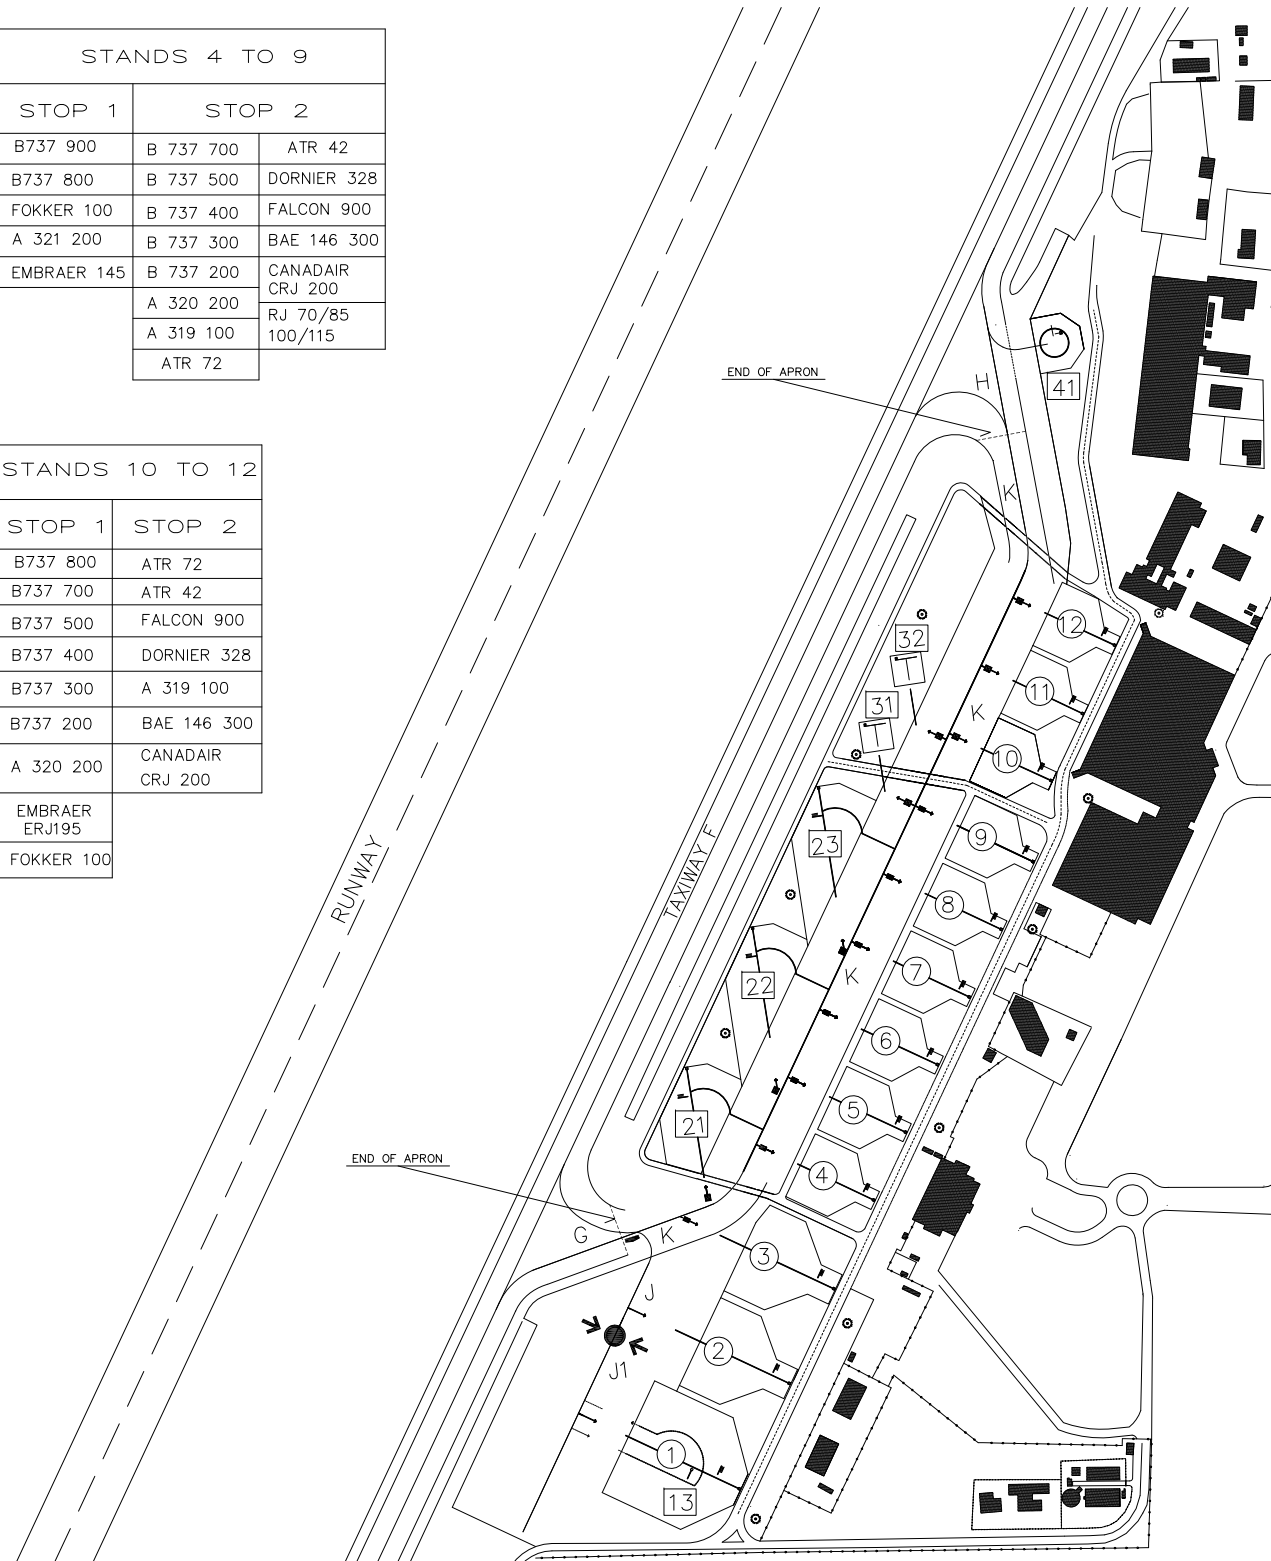 STANDS 4 TO 9
STOP 1 STOP 2
B737 900 B 737 700 ATR 42
B737 800 B 737 500 DORNIER 328
FOKKER 100 B 737 400 FALCON 900
A 321 200 B 737 300 BAE 146 300
EMBRAER 145 B 737 200 CANADAIR
CRJ 200
A 320 200 RJ 70/85
A 319 100 100/115
ATR 72
STANDS 10 TO 12
STOP 1 STOP 2
B737 800 ATR 72
B737 700 ATR 42
B737 500 FALCON 900
B737 400 DORNIER 328
B737 300 A 319 100
B737 200 BAE 146 300
A 320 200 CANADAIR
CRJ 200
EMBRAER
ERJ195
FOKKER 100
END OF APRON
H
41
K
12
32
11
31
K
10
RUNWAY
TAXIWAY F
23
9
8
22
7
K
6
21
5
4
END OF APRON
G
K
3
J
2
J1
1
13